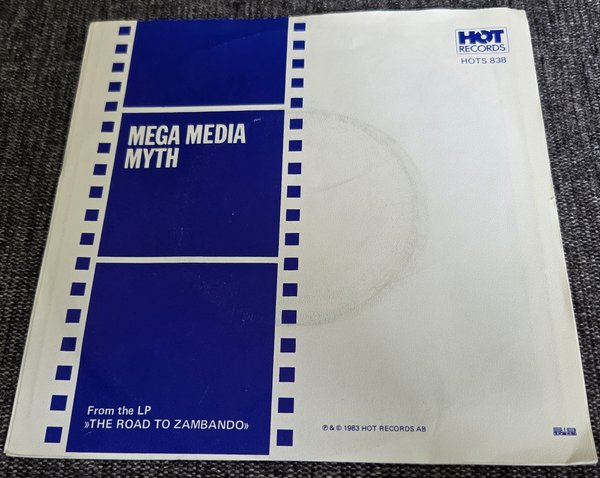 HOT
RECORDS
HOTS 838
MEGA MEDIA
MYTH
From the LP
»THE ROAD TO ZAMBANDO»
℗ & © 1983 HOT RECORDS AB